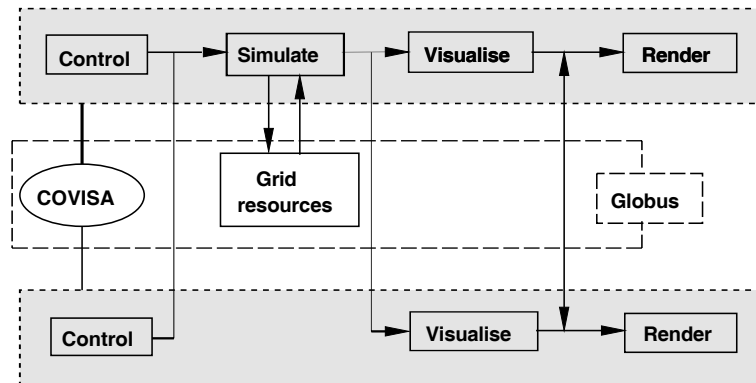 Control
Simulate
Visualise
Render
COVISA
Grid
resources
Globus
Control
Visualise
Render